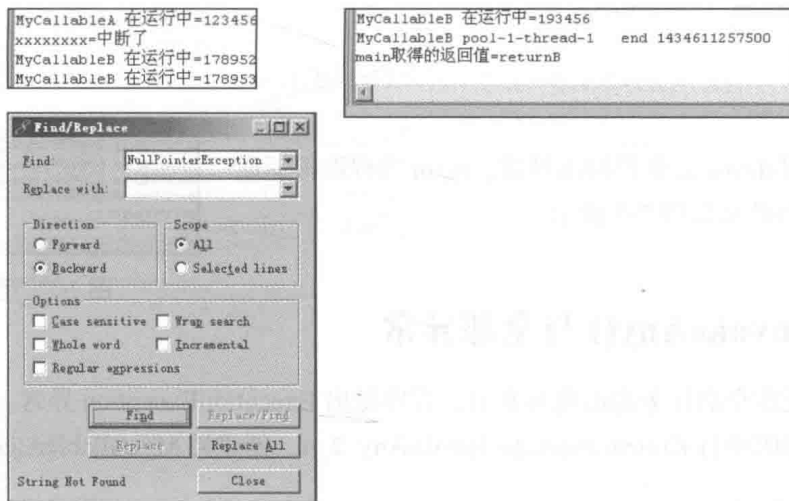 MyCallableA 在运行中=123456
xxxxxxxx=中断了
MyCallableB 在运行中=178952
MyCallableB 在运行中=178953
MyCallableB 在运行中=193456
MyCallableB pool-1-thread-1 end 1434611257500
main取得的返回值=returnB
Find/Replace
Find: NullPointerException
Replace with:
Direction
Forward
Backward
Scope
All
Selected lines
Options
Case sensitive
Wrap search
Whole word
Incremental
Regular expressions
Find
Replace/Find
Replace
Replace All
String Not Found
Close